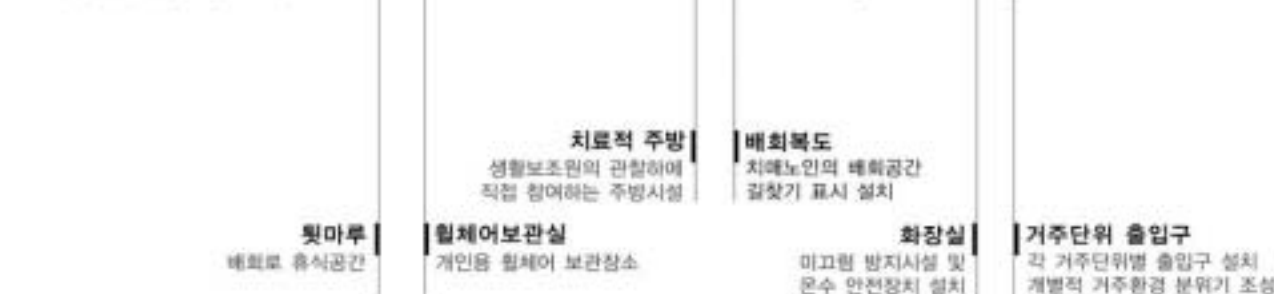 치료적 주방
생활보조원의 관찰하에
직접 참여하는 주방시설
배회복도
치매노인의 배회공간
길찾기 표시 설치
툇마루
배회로 휴식공간
휠체어보관실
개인용 휠체어 보관장소
화장실
미끄럼 방지시설 및
온수 안전장치 설치
거주단위 출입구
각 거주단위별 출입구 설치
개별적 거주환경 분위기 조성